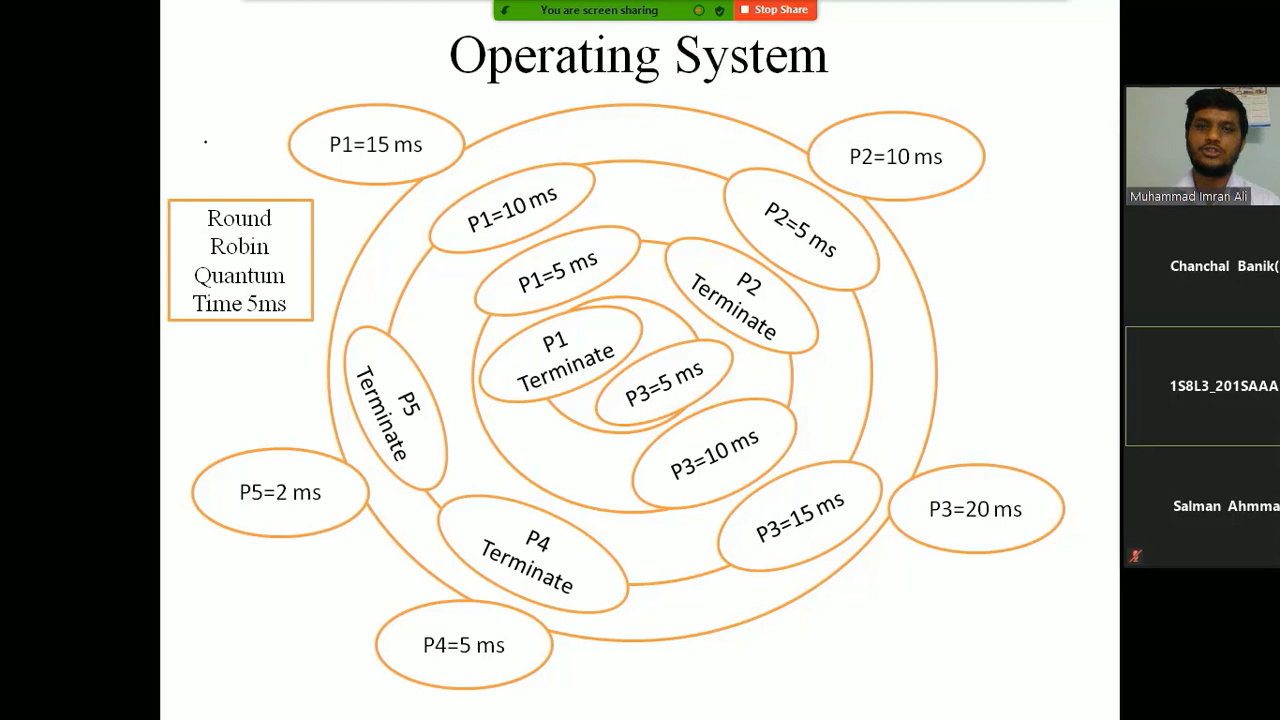 You are screen sharing
Stop Share
Operating System
P1=15 ms
P2=10 ms
P1=10 ms
P2=5 ms
Round
Robin
Quantum
Time 5ms
P1=5 ms
P2
Terminate
P1
Terminate
P3=5 ms
P5
Terminate
P3=10 ms
P5=2 ms
P3=15 ms
P3=20 ms
P4
Terminate
P4=5 ms
Muhammad Imran Ali
Chanchal Banik(
1S8L3_201SAAA
Salman Ahmma